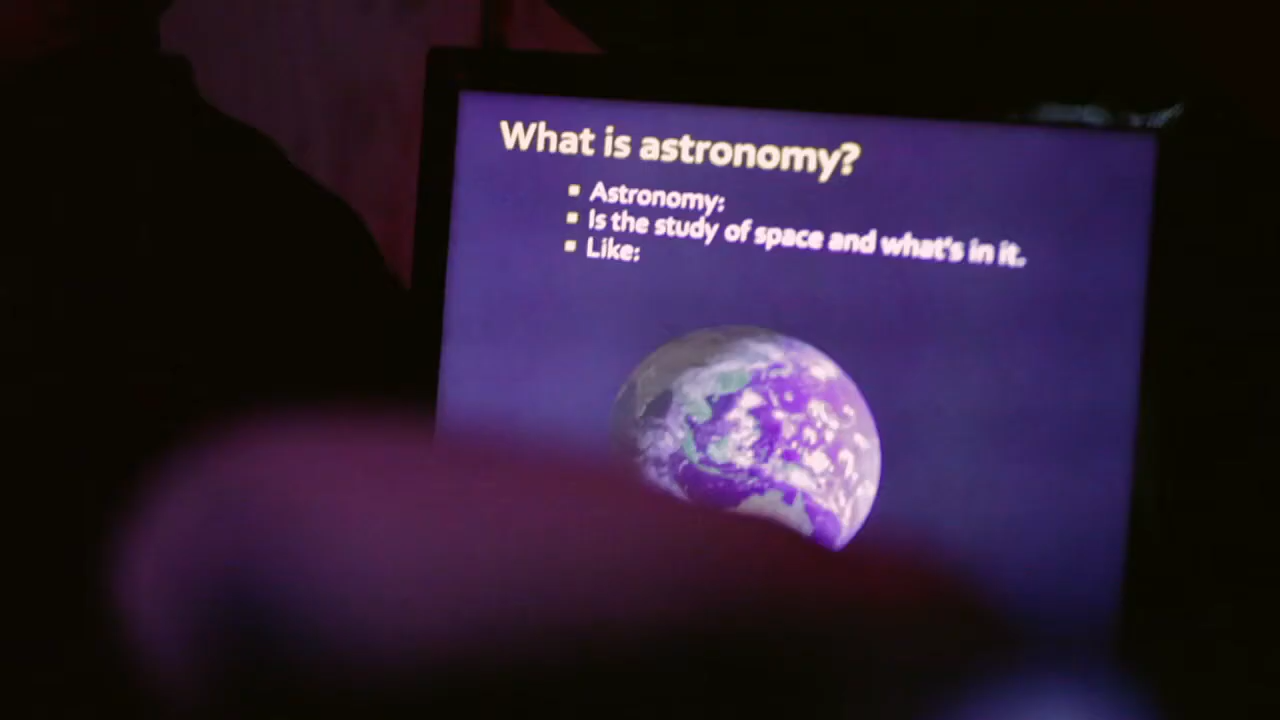 What is astronomy?
Astronomy:
Is the study of space and what's in it.
Like: